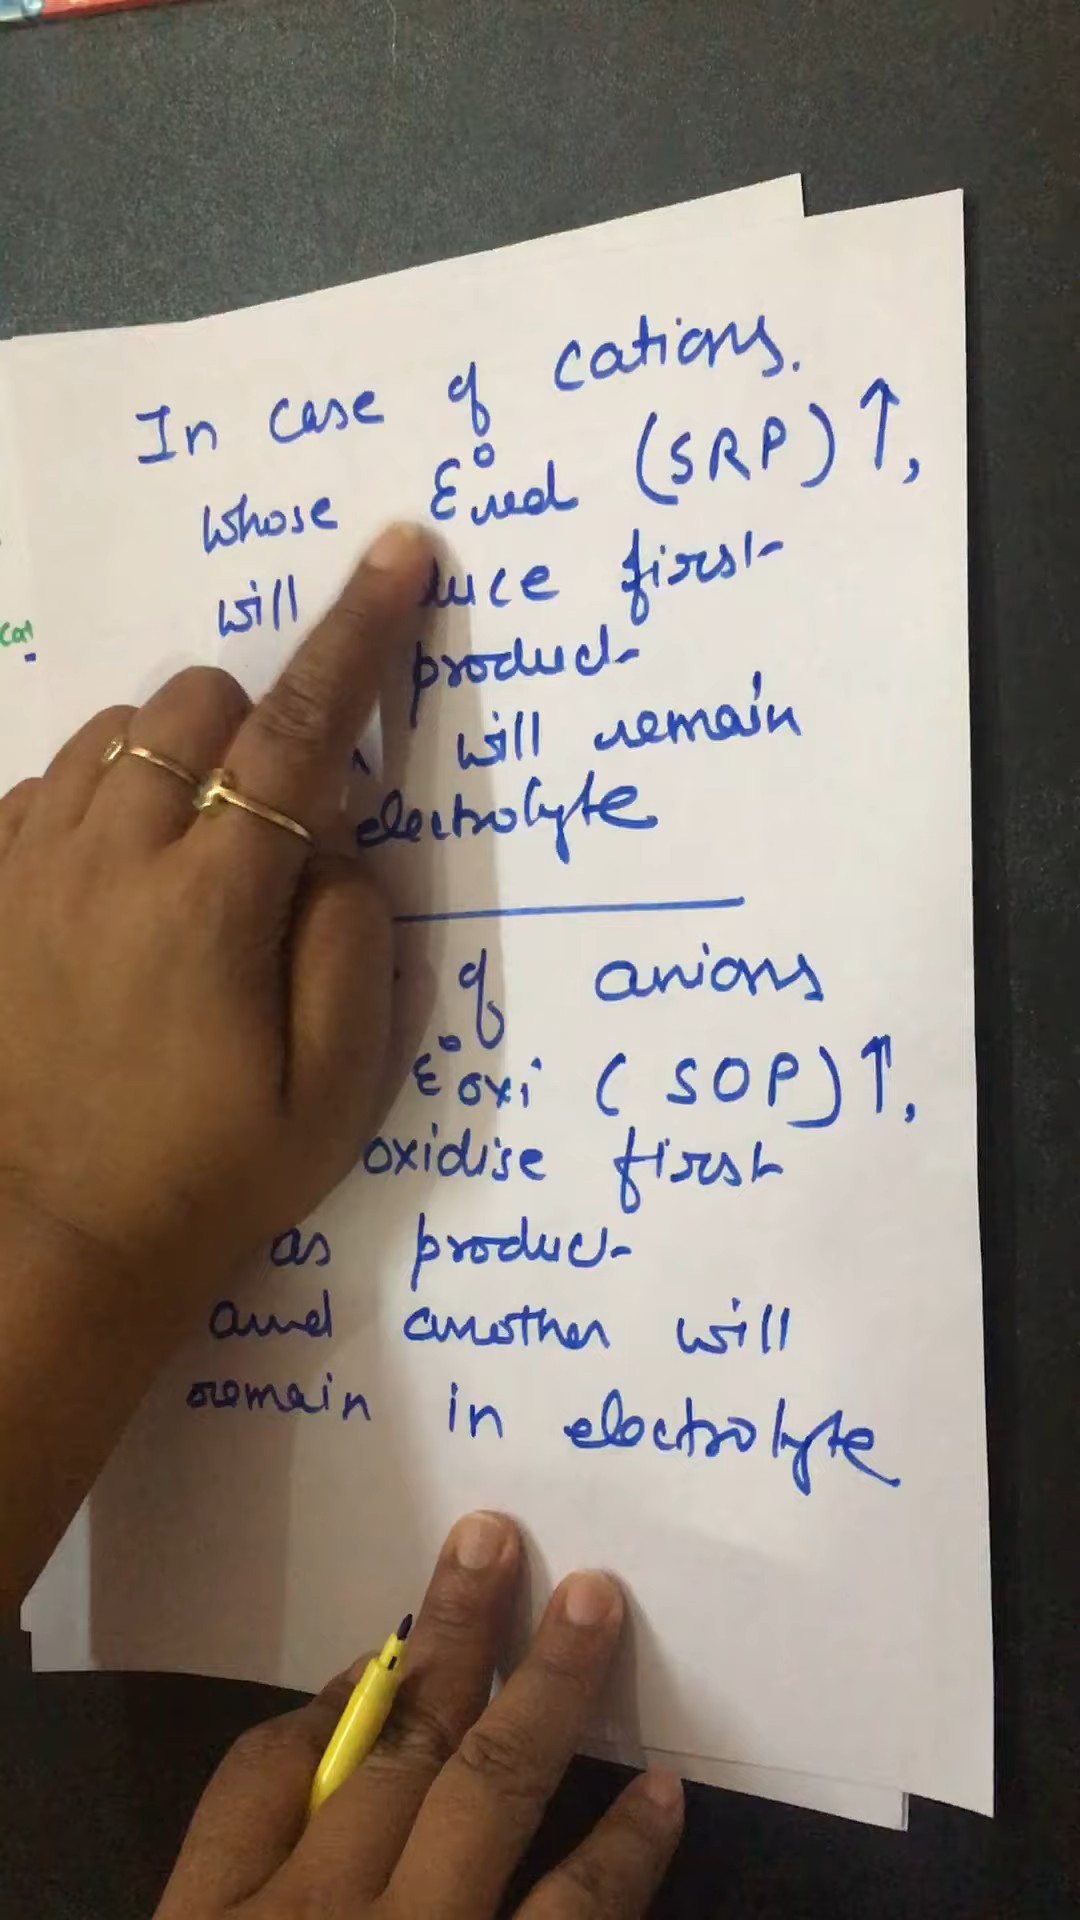 In case of cations.
whose E°red (SRP)↑,
will first
product
will remain
electrolyte
of anions
E°oxi (SOP)↑,
oxidise first
as product
and another will
remain in electrolyte
cat